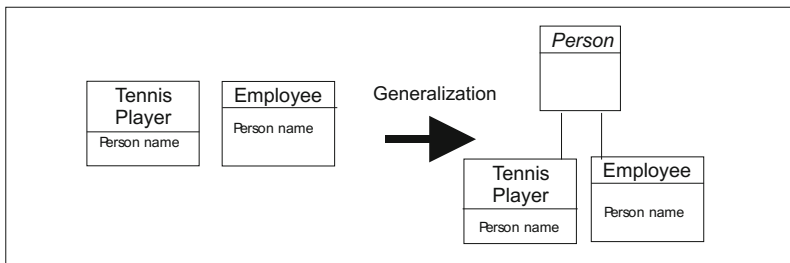 Tennis
Player
Person name
Employee
Person name
Generalization
Person
Tennis
Player
Person name
Employee
Person name